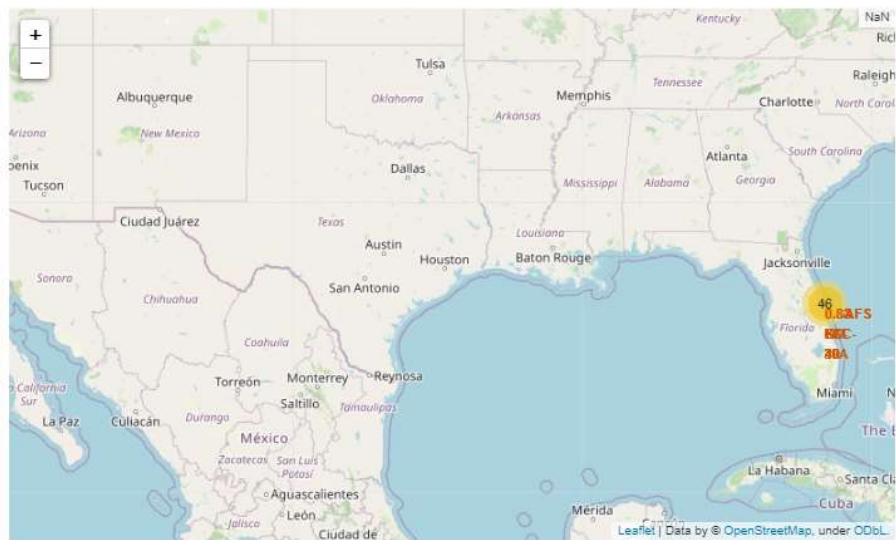 NaN
+
−
Kentucky
Tulsa
Albuquerque
Oklahoma
Memphis
Tennessee
Charlotte
North Carol
Raleigh
Ric
Arizona
New Mexico
Arkansas
oenix
Tucson
Dallas
Atlanta
South Carolina
Mississippi
Alabama
Georgia
Ciudad Juárez
Texas
Louisiana
Austin
Houston
Baton Rouge
Jacksonville
Sonora
Chihuahua
San Antonio
46
Florida
Coahuila
Torreón
Monterrey
Reynosa
Saltillo
Miami
California
Sur
La Paz
Culiacán
Durango
Tamaulipas
México
The B
Zacatecas
San Luis
Potosí
La Habana
Santa Cla
Aguascalientes
Cuba
León
Jalisco
Ciudad de
Mérida
Leaflet | Data by © OpenStreetMap, under ODbL.